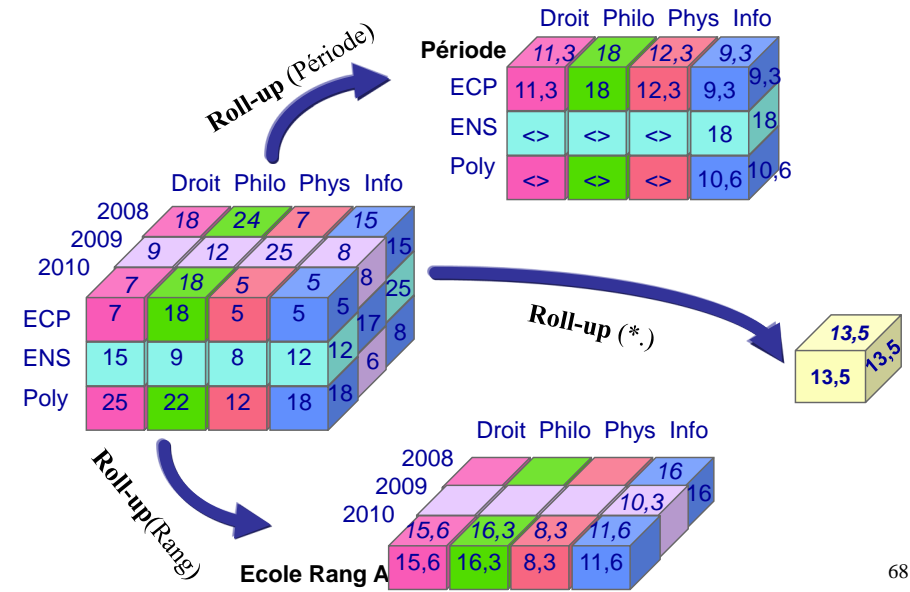 Droit Philo Phys Info
Période 11,3 18 12,3 9,3
ECP 11,3 18 12,3 9,3 9,3
ENS <> <> <> 18 18
Poly <> <> <> 10,6 10,6
Roll-up (Période)
Droit Philo Phys Info
2008 18 24 7 15
2009 9 12 25 8 15
2010 7 18 5 5 8 25
ECP 7 18 5 5 5 17 8
ENS 15 9 8 12 12 6
Poly 25 22 12 18 18
Roll-up (*.)
13,5
13,5 13,5
Roll-up(Rang)
Droit Philo Phys Info
2008 16
2009 10,3 16
2010 15,6 16,3 8,3 11,6
Ecole Rang A 15,6 16,3 8,3 11,6
68